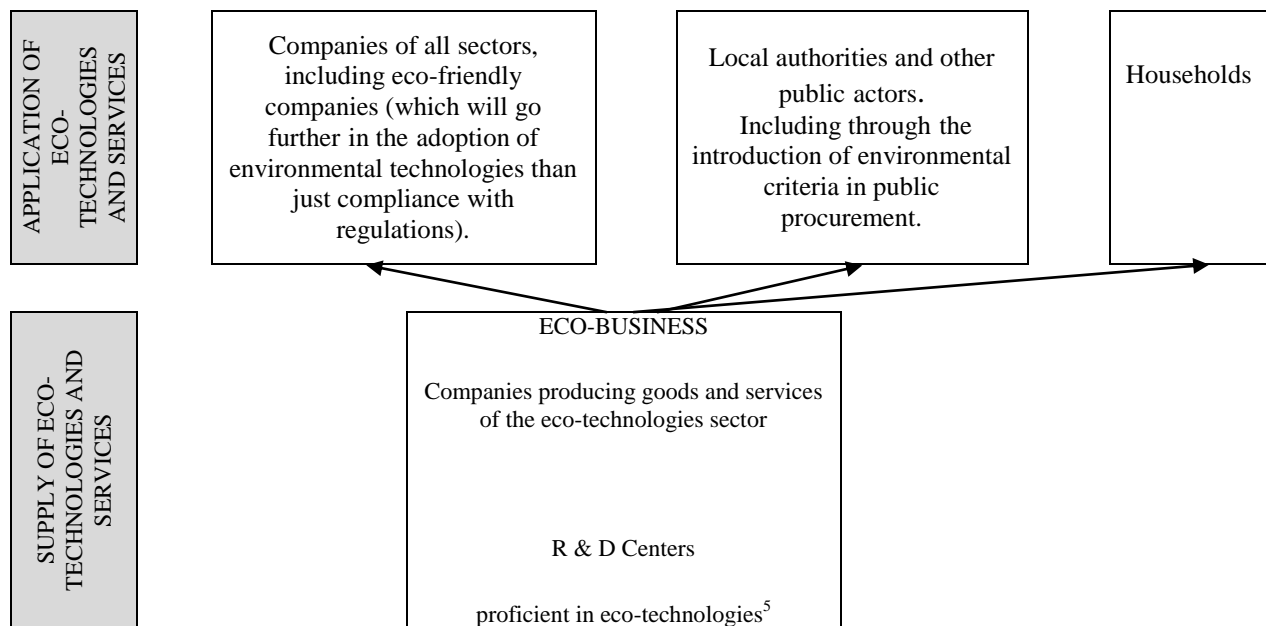 APPLICATION OF
ECO-
TECHNOLOGIES
AND SERVICES
Companies of all sectors,
including eco-friendly
companies (which will go
further in the adoption of
environmental technologies than
just compliance with
regulations).
Local authorities and other
public actors.
Including through the
introduction of environmental
criteria in public
procurement.
Households
SUPPLY OF ECO-
TECHNOLOGIES AND
SERVICES
ECO-BUSINESS
Companies producing goods and services
of the eco-technologies sector
R & D Centers
proficient in eco-technologies5